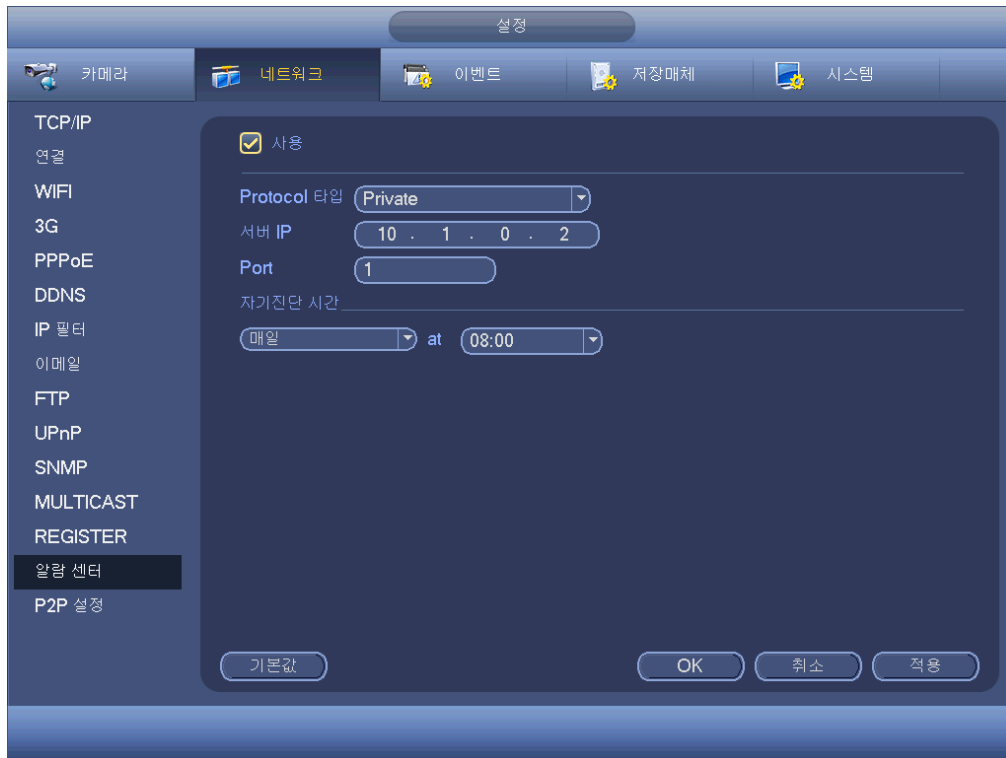 설정
카메라 네트워크 이벤트 저장매체 시스템
TCP/IP
연결
WIFI
3G
PPPoE
DDNS
IP 필터
이메일
FTP
UPnP
SNMP
MULTICAST
REGISTER
알람 센터
P2P 설정
사용
Protocol 타입 Private
서버 IP 10 . 1 . 0 . 2
Port 1
자기진단 시간
매일 at 08:00
기본값 OK 취소 적용